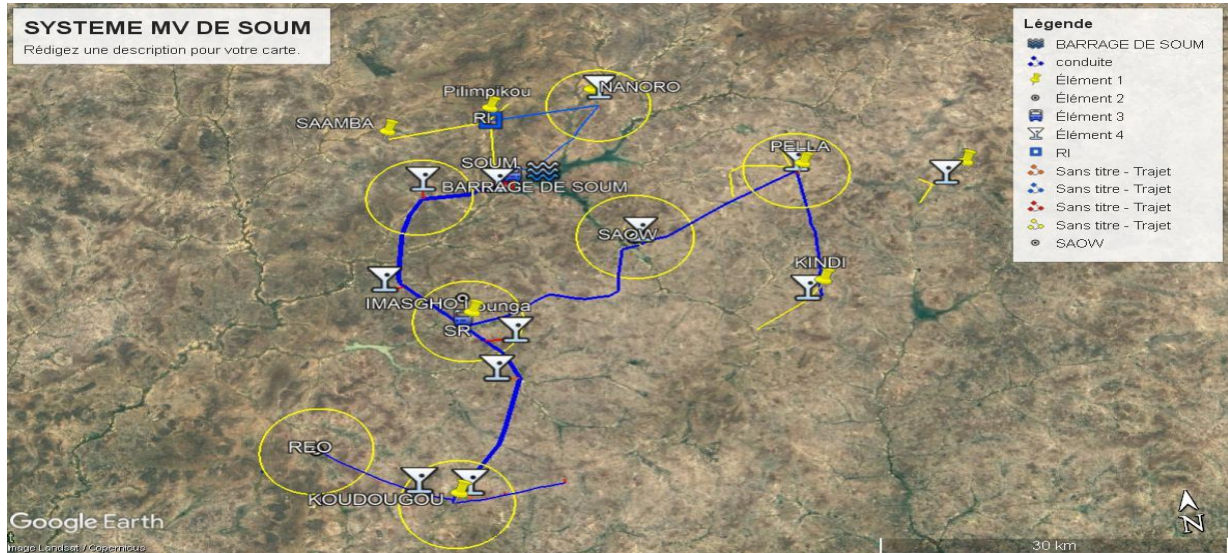 SYSTEME MV DE SOUM
Rédigez une description pour votre carte.
Légende
BARRAGE DE SOUM
conduite
Élément 1
Élément 2
Élément 3
Élément 4
RI
Sans titre - Trajet
Sans titre - Trajet
Sans titre - Trajet
Sans titre - Trajet
SAOW
Pilimpikou
NANORO
RI
SAAMBA
SOUM
PELLA
BARRAGE DE SOUM
SAOW
KINDI
IMASGHO
SR
REO
KOUDOUGOU
Google Earth
Image Landsat / Copernicus
N
30 km